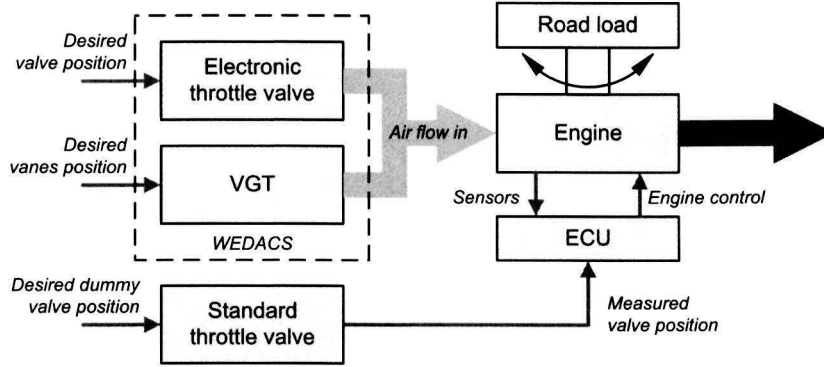 Desired
valve position
Electronic
throttle valve
Desired
vanes position
VGT
WEDACS
Air flow in
Road load
Engine
Sensors
Engine control
ECU
Desired dummy
valve position
Standard
throttle valve
Measured
valve position